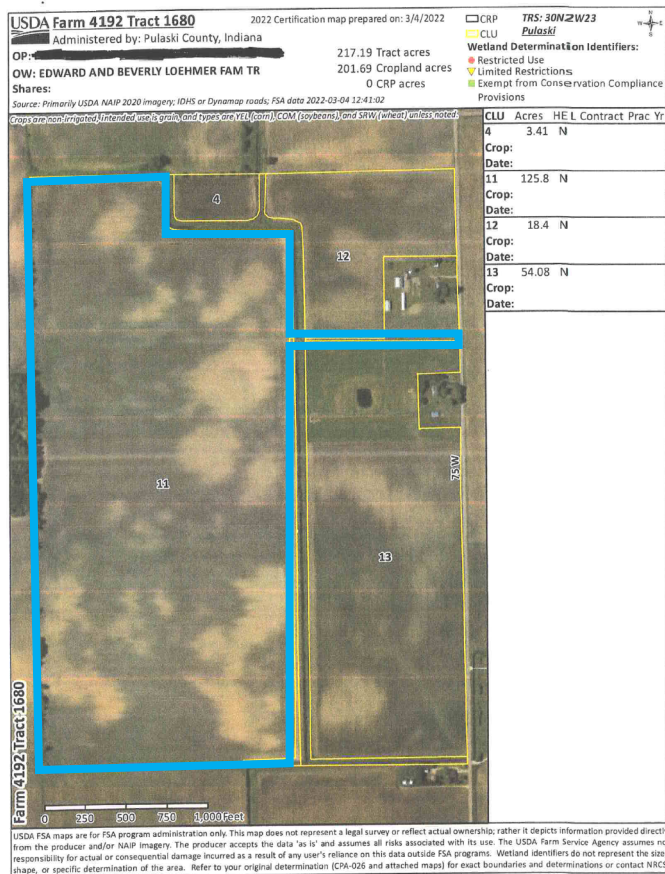 USDA Farm 4192 Tract 1680
2022 Certification map prepared on: 3/4/2022
Administered by: Pulaski County, Indiana
OP:
OW: EDWARD AND BEVERLY LOEHMER FAM TR
Shares:
217.19 Tract acres
201.69 Cropland acres
0 CRP acres
Source: Primarily USDA NAIP 2020 imagery; IDHS or Dynamap roads; FSA data 2022-03-04 12:41:02
CRP
CLU
TRS: 30N2W23
Pulaski
N
W E
S
Wetland Determination Identifiers:
Restricted Use
Limited Restrictions
Exempt from Conservation Compliance
Provisions
Crops are non-irrigated, intended use is grain, and types are YEL (corn), COM (soybeans), and SRW (wheat) unless noted:
CLU Acres HEL Contract Prac Yr
4 3.41 N
Crop:
Date:
11 125.8 N
Crop:
Date:
12 18.4 N
Crop:
Date:
13 54.08 N
Crop:
Date:
4
12
11
75 W
13
Farm 4192 Tract 1680
0 250 500 750 1,000 Feet
USDA FSA maps are for FSA program administration only. This map does not represent a legal survey or reflect actual ownership; rather it depicts information provided directl
from the producer and/or NAIP imagery. The producer accepts the data 'as is' and assumes all risks associated with its use. The USDA Farm Service Agency assumes no
responsibility for actual or consequential damage incurred as a result of any user's reliance on this data outside FSA programs. Wetland identifiers do not represent the size
shape, or specific determination of the area. Refer to your original determination (CPA-026 and attached maps) for exact boundaries and determinations or contact NRCS